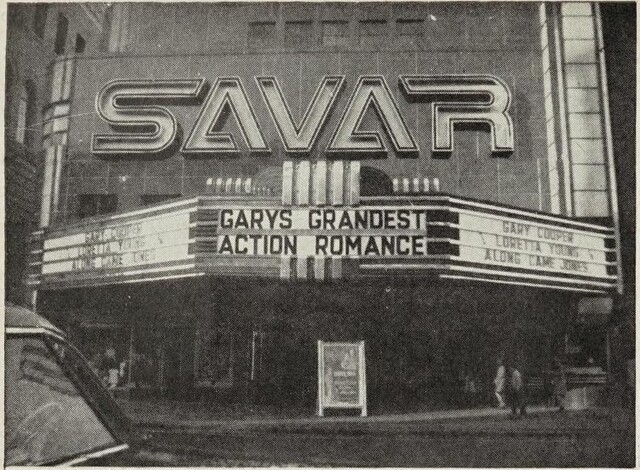 SAVAR
GARY COOPER
LORETTA YOUNG
ALONG CAME JONES
GARYS GRANDEST
ACTION ROMANCE
GARY COOPER
LORETTA YOUNG
ALONG CAME JONES